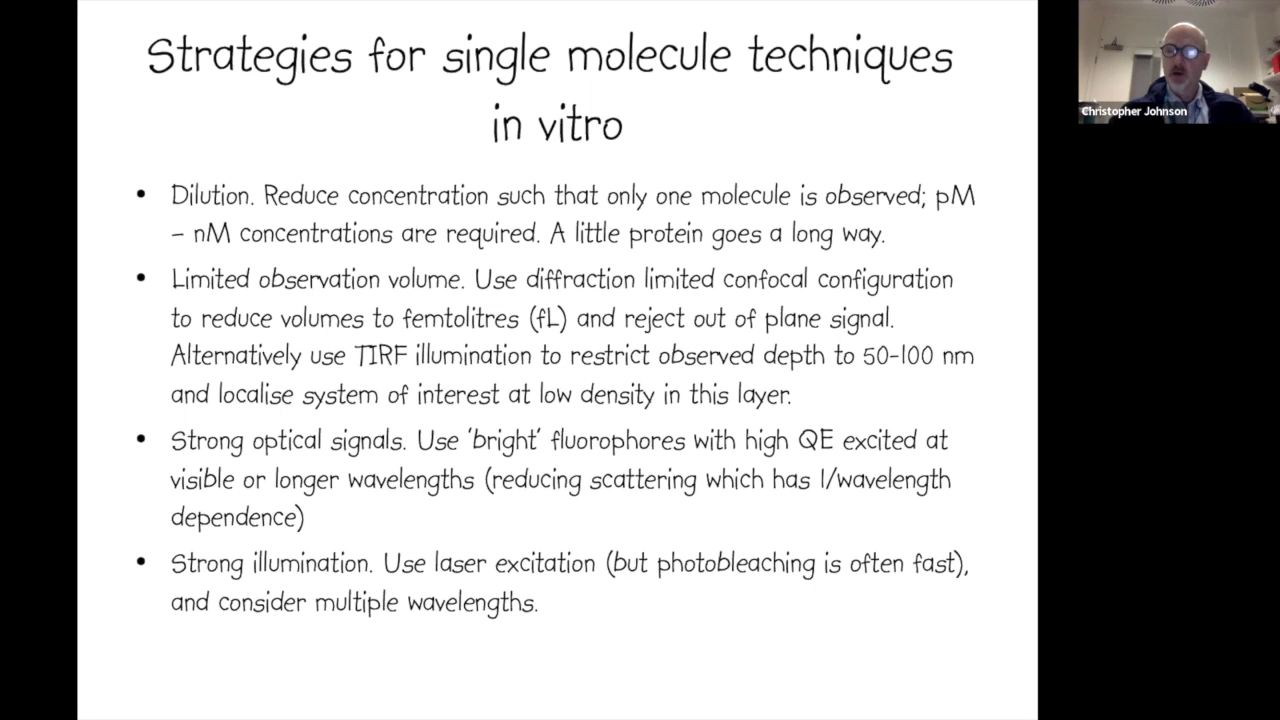 Strategies for single molecule techniques
in vitro
• Dilution. Reduce concentration such that only one molecule is observed; pM
– nM concentrations are required. A little protein goes a long way.
• Limited observation volume. Use diffraction limited confocal configuration
to reduce volumes to femtolitres (fL) and reject out of plane signal.
Alternatively use TIRF illumination to restrict observed depth to 50-100 nm
and localise system of interest at low density in this layer.
• Strong optical signals. Use 'bright' fluorophores with high QE excited at
visible or longer wavelengths (reducing scattering which has 1/wavelength
dependence)
• Strong illumination. Use laser excitation (but photobleaching is often fast),
and consider multiple wavelengths.
Christopher Johnson